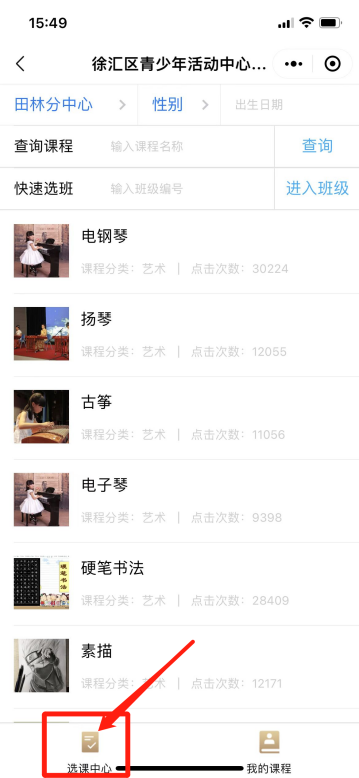 15:49
徐汇区青少年活动中心...
田林分中心 性别 出生日期
查询课程 输入课程名称 查询
快速选班 输入班级编号 进入班级
电钢琴
课程分类：艺术 | 点击次数：30224
扬琴
课程分类：艺术 | 点击次数：12055
古筝
课程分类：艺术 | 点击次数：11056
电子琴
课程分类：艺术 | 点击次数：9398
硬笔书法
硬笔书法
课程分类：艺术 | 点击次数：28409
素描
课程分类：艺术 | 点击次数：12171
选课中心 我的课程